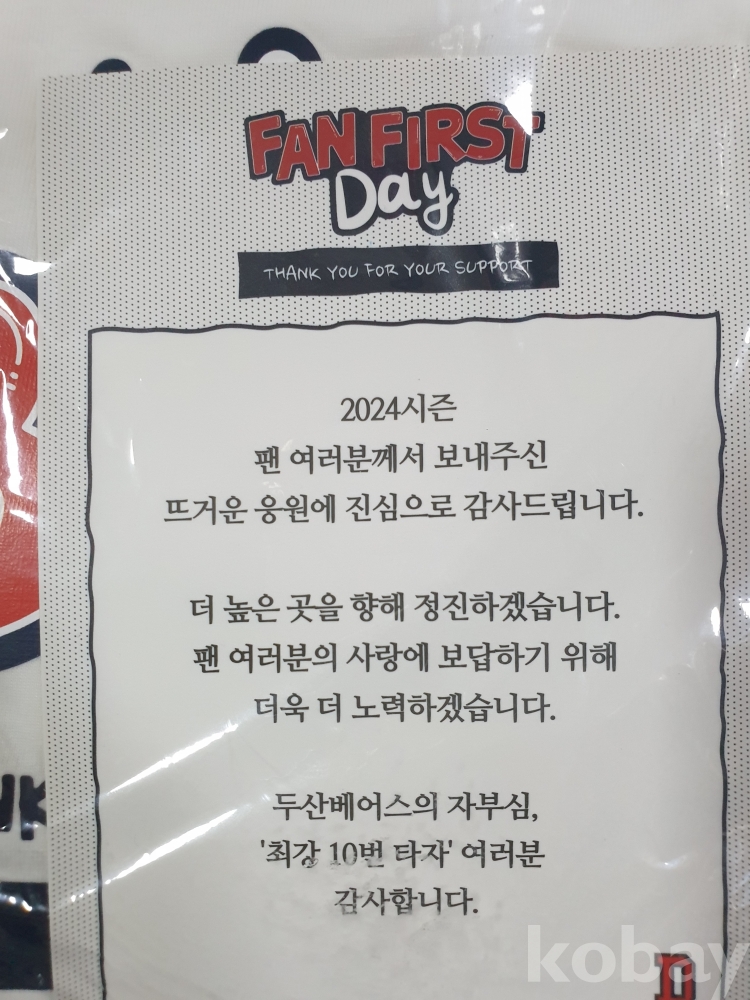 FAN FIRST
Day
THANK YOU FOR YOUR SUPPORT
2024시즌
팬 여러분께서 보내주신
뜨거운 응원에 진심으로 감사드립니다.
더 높은 곳을 향해 정진하겠습니다.
팬 여러분의 사랑에 보답하기 위해
더욱 더 노력하겠습니다.
두산베어스의 자부심,
'최강 10번 타자' 여러분
감사합니다.
kobay